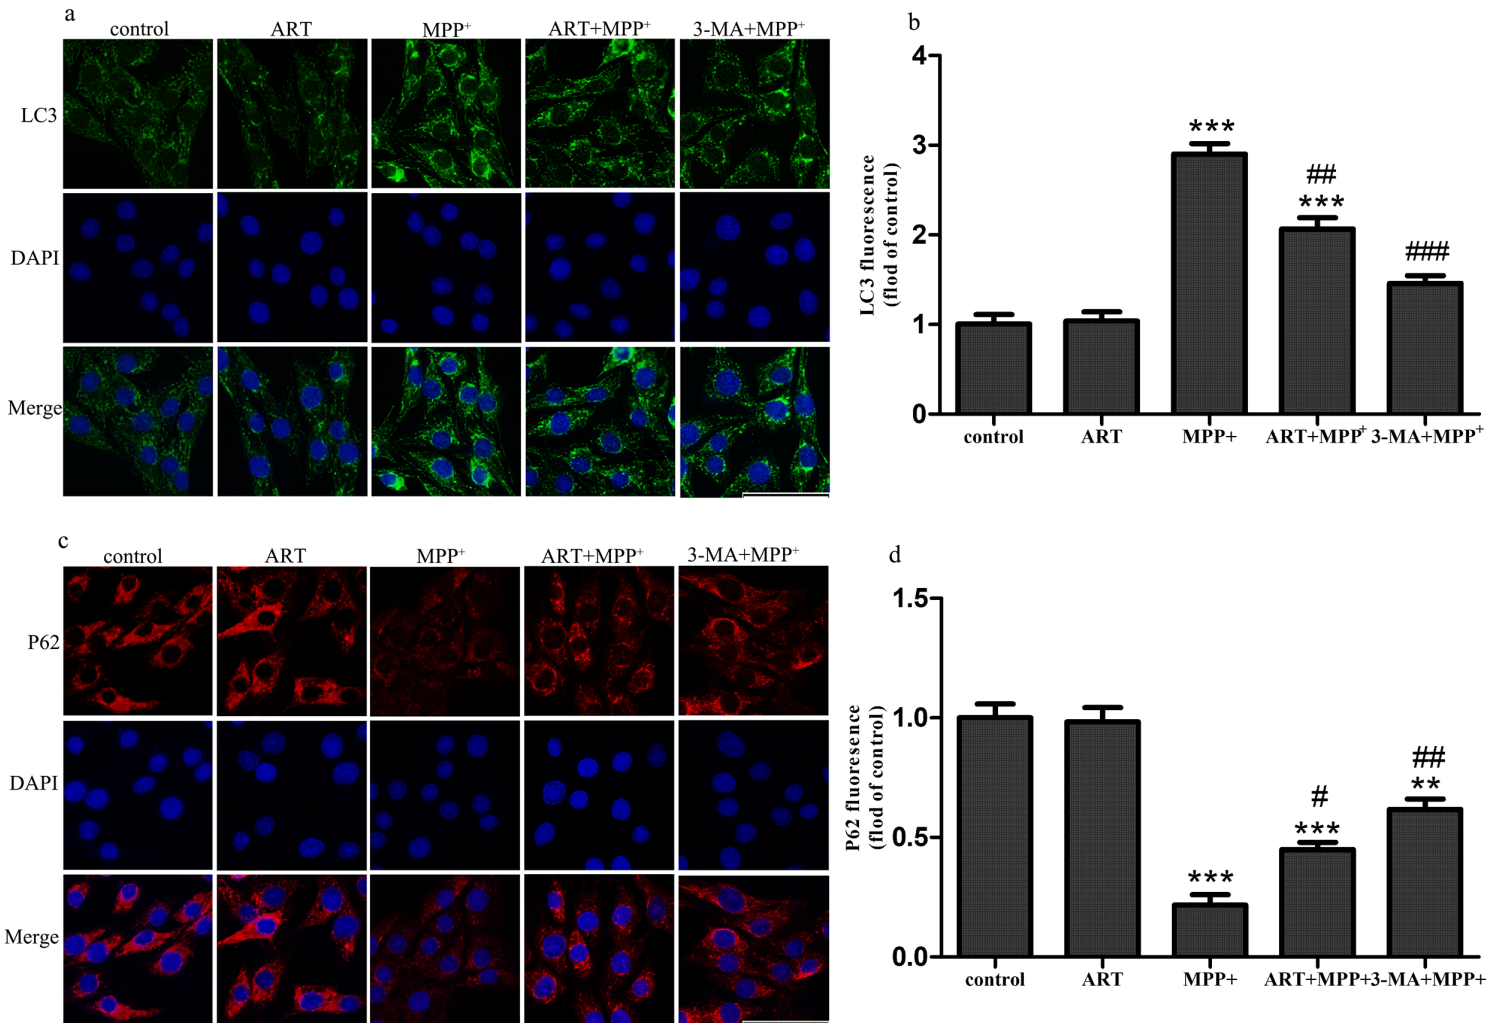 a
control ART MPP⁺ ART+MPP⁺ 3-MA+MPP⁺
LC3
DAPI
Merge
b
LC3 fluorescence
(flod of control)
4
3
2
1
0
***
##
***
###
control ART MPP+ ART+MPP⁺ 3-MA+MPP⁺
c
control ART MPP⁺ ART+MPP⁺ 3-MA+MPP⁺
P62
DAPI
Merge
d
P62 fluoresence
(flod of control)
1.5
1.0
0.5
0.0
***
#
***
##
**
control ART MPP+ ART+MPP+ 3-MA+MPP+